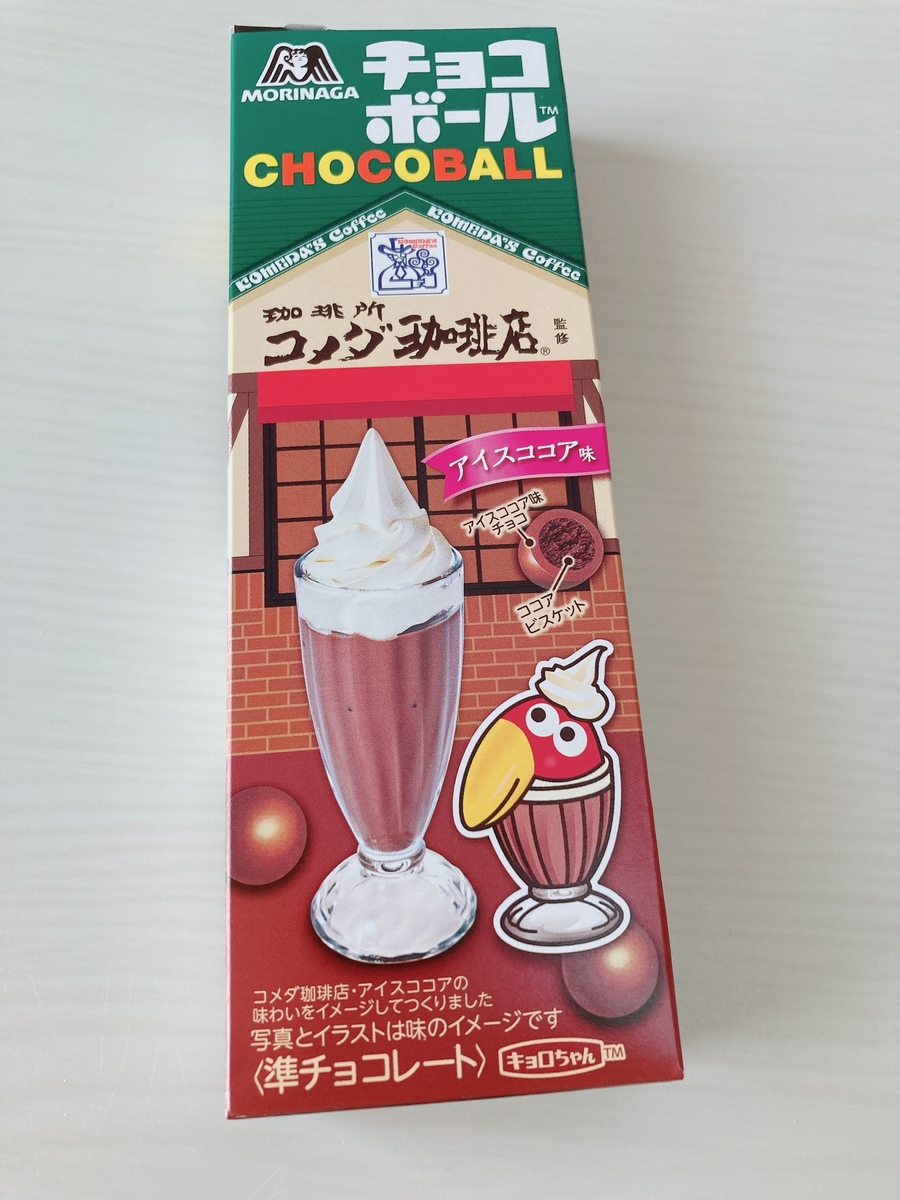 MORINAGA
チョコ
ボール™
CHOCOBALL
KOMEDA'S Coffee
KOMEDA'S Coffee
KOMEDA'S
Coffee
珈琲所
コメダ珈琲店®
監修
アイスココア味
アイスココア味
チョコ
ココア
ビスケット
コメダ珈琲店・アイスココアの
味わいをイメージしてつくりました
写真とイラストは味のイメージです
〈準チョコレート〉
キョロちゃん™